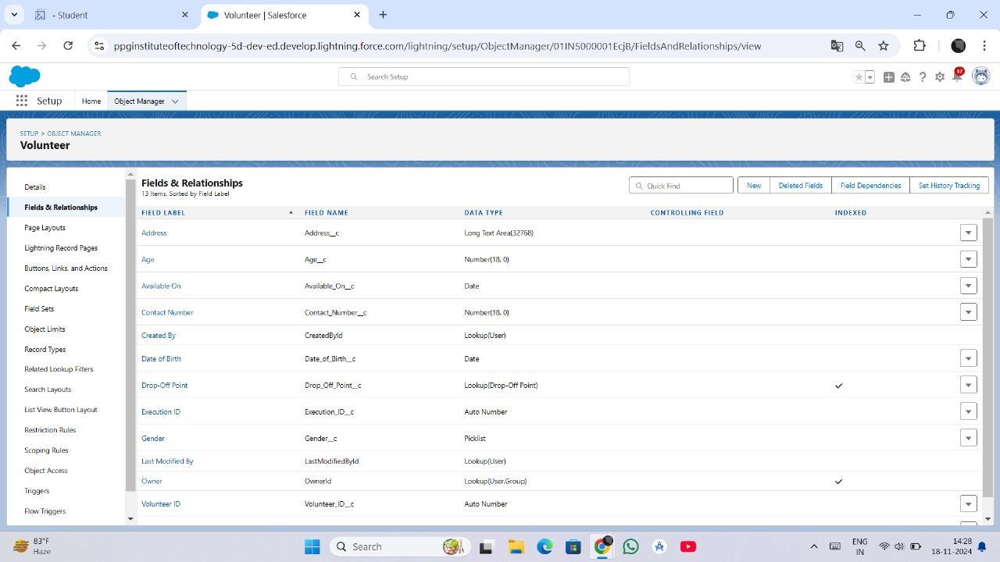 - Student
Volunteer | Salesforce
ppginstituteoftechnology-5d-dev-ed.develop.lightning.force.com/lightning/setup/ObjectManager/01INS000001EcjB/FieldsAndRelationships/view
Search Setup
12
Setup
Home
Object Manager
SETUP > OBJECT MANAGER
Volunteer
Details
Fields & Relationships
Page Layouts
Lightning Record Pages
Buttons, Links, and Actions
Compact Layouts
Field Sets
Object Limits
Record Types
Related Lookup Filters
Search Layouts
List View Button Layout
Restriction Rules
Scoping Rules
Object Access
Triggers
Flow Triggers
Fields & Relationships
13 Items, Sorted by Field Label
Quick Find
New
Deleted Fields
Field Dependencies
Set History Tracking
FIELD LABEL FIELD NAME DATA TYPE CONTROLLING FIELD INDEXED
Address Address__c Long Text Area(32768)
Age Age__c Number(18, 0)
Available On Available_On__c Date
Contact Number Contact_Number__c Number(18, 0)
Created By CreatedById Lookup(User)
Date of Birth Date_of_Birth__c Date
Drop-Off Point Drop_Off_Point__c Lookup(Drop-Off Point)
Execution ID Execution_ID__c Auto Number
Gender Gender__c Picklist
Last Modified By LastModifiedById Lookup(User)
Owner OwnerId Lookup(User,Group)
Volunteer ID Volunteer_ID__c Auto Number
83°F
Haze
Search
ENG
IN
14:28
18-11-2024